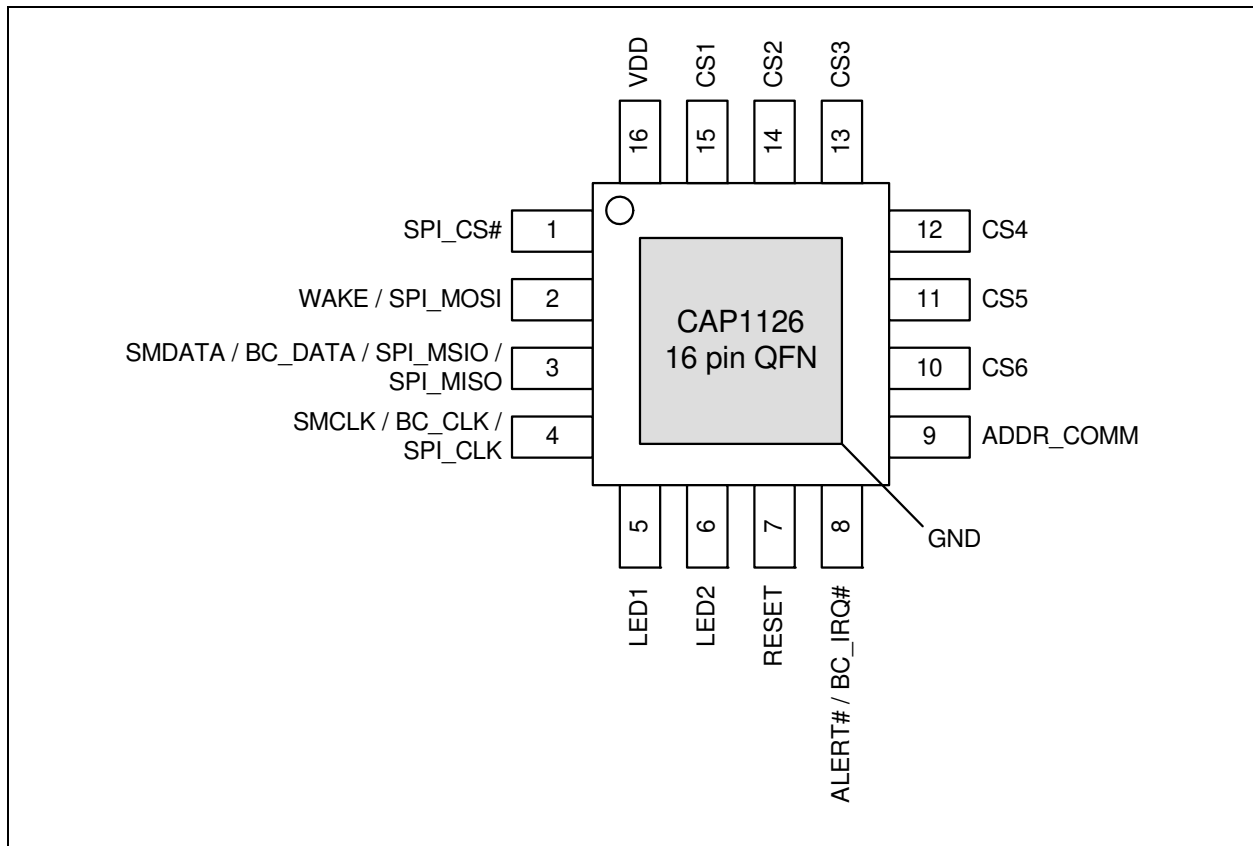 VDD
CS1
CS2
CS3
16
15
14
13
SPI_CS#
1
12
CS4
WAKE / SPI_MOSI
2
11
CS5
SMDATA / BC_DATA / SPI_MSIO /
SPI_MISO
3
10
CS6
SMCLK / BC_CLK /
SPI_CLK
4
9
ADDR_COMM
CAP1126
16 pin QFN
GND
5
6
7
8
LED1
LED2
RESET
ALERT# / BC_IRQ#